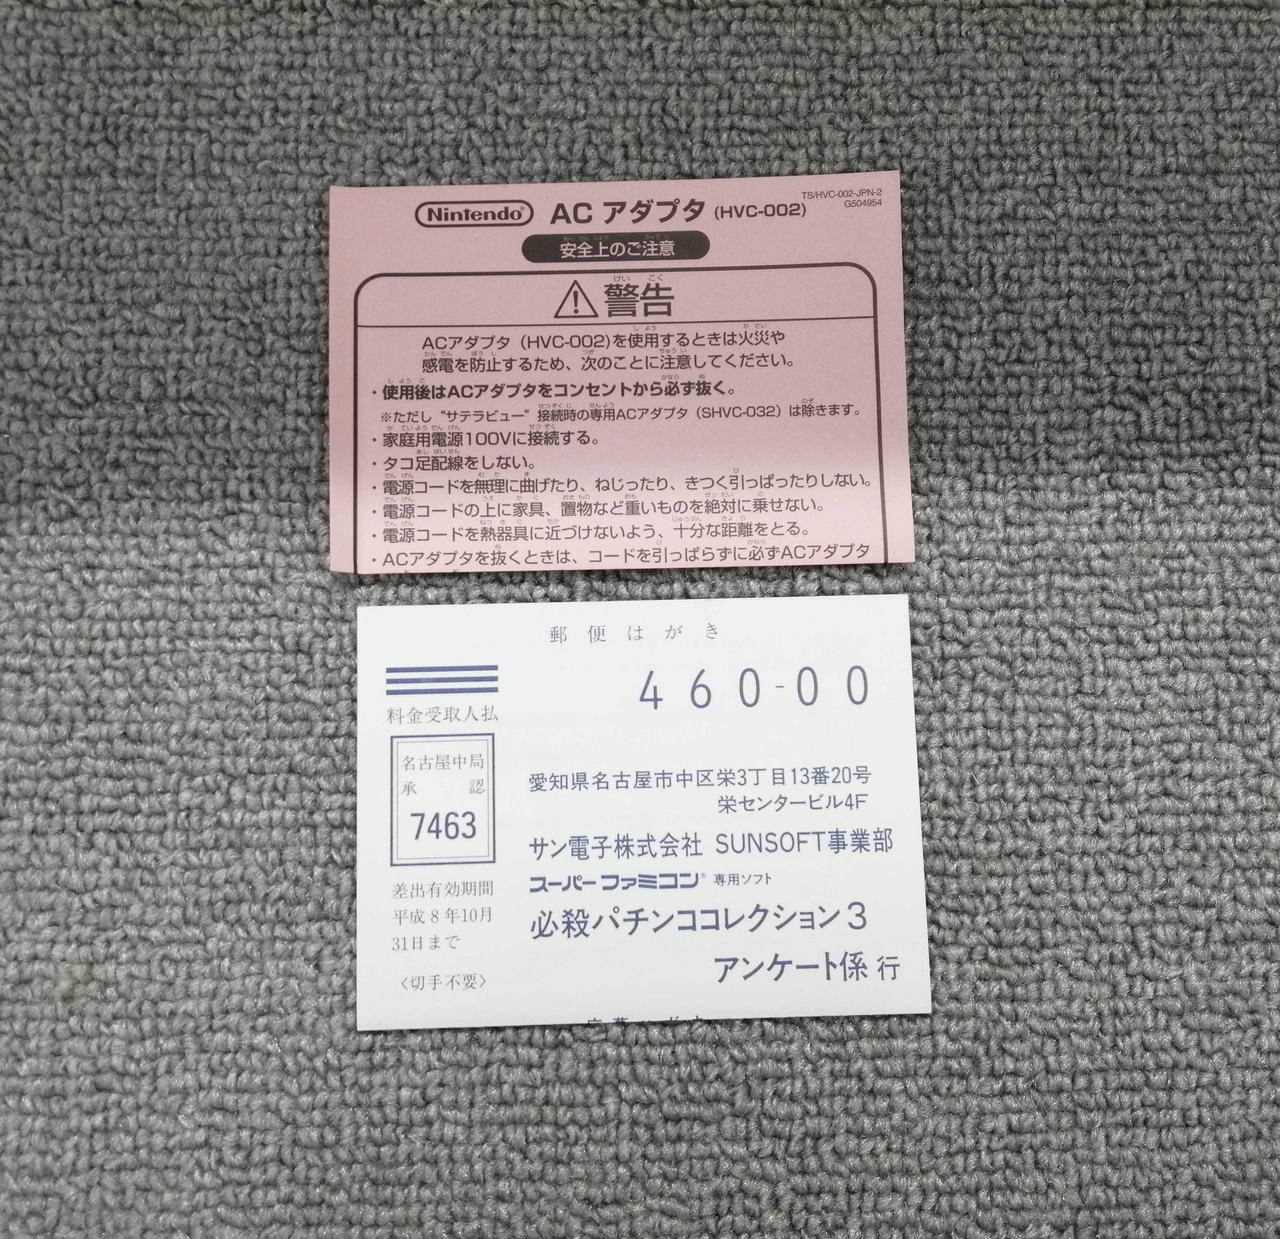 Nintendo ACアダプタ (HVC-002)
TS/HVC-002-JPN-2
G504954
安全上のご注意
警告
ACアダプタ（HVC-002)を使用するときは火災や
感電を防止するため、次のことに注意してください。
・使用後はACアダプタをコンセントから必ず抜く。
※ただし"サテラビュー"接続時の専用ACアダプタ（SHVC-032）は除きます。
・家庭用電源100Vに接続する。
・タコ足配線をしない。
・電源コードを無理に曲げたり、ねじったり、きつく引っぱったりしない。
・電源コードの上に家具、置物など重いものを絶対に乗せない。
・電源コードを熱器具に近づけないよう、十分な距離をとる。
・ACアダプタを抜くときは、コードを引っぱらずに必ずACアダプタ
郵便はがき
460-00
料金受取人払
名古屋中局
承認
7463
差出有効期間
平成8年10月
31日まで
〈切手不要〉
愛知県名古屋市中区栄3丁目13番20号
栄センタービル4F
サン電子株式会社 SUNSOFT事業部
スーパーファミコン® 専用ソフト
必殺パチンココレクション3
アンケート係 行